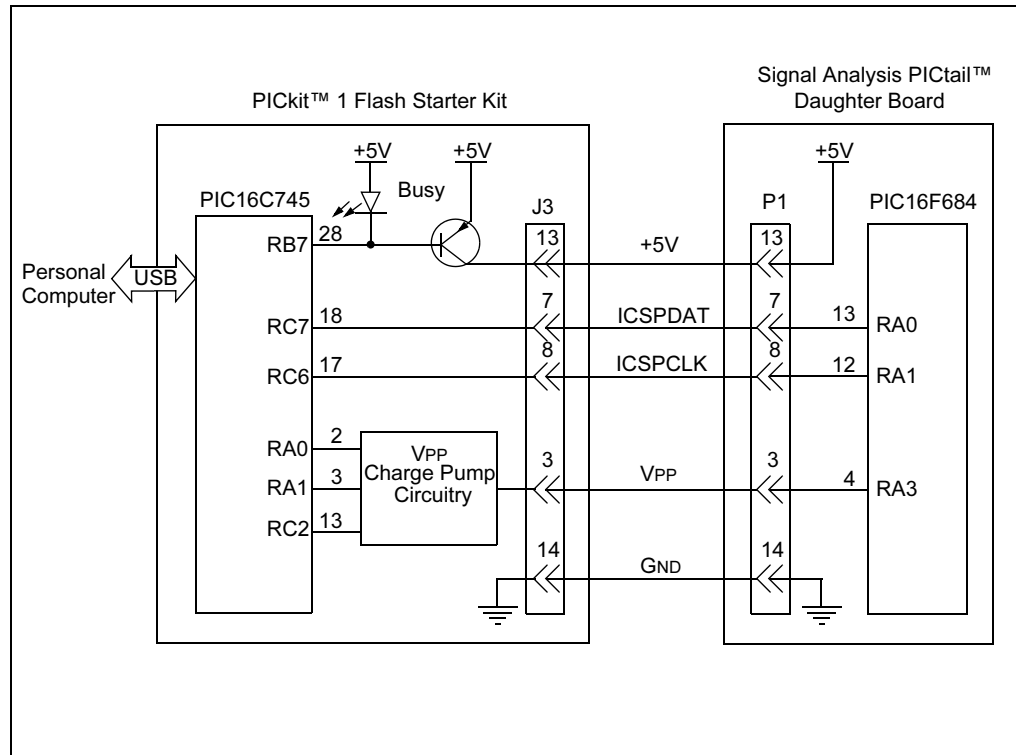 Signal Analysis PICtail™
Daughter Board
PICkit™ 1 Flash Starter Kit
+5V
+5V
+5V
Busy
PIC16C745
J3
P1
PIC16F684
RB7
28
13
+5V
13
Personal
Computer
USB
RC7
18
7
ICSPDAT
7
13
RA0
RC6
17
8
ICSPCLK
8
12
RA1
RA0
2
VPP
Charge Pump
Circuitry
RA1
3
3
VPP
3
4
RA3
RC2
13
14
GND
14